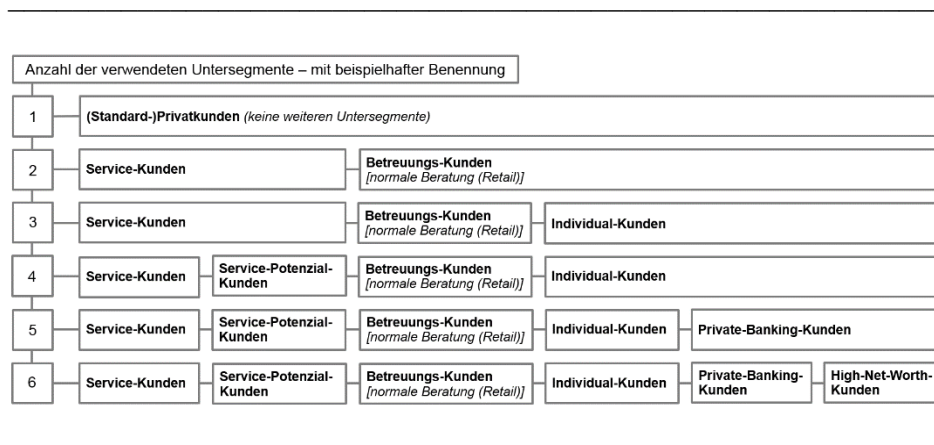 Anzahl der verwendeten Untersegmente – mit beispielhafter Benennung
1
(Standard-)Privatkunden (keine weiteren Untersegmente)
2
Service-Kunden
Betreuungs-Kunden
[normale Beratung (Retail)]
3
Service-Kunden
Betreuungs-Kunden
[normale Beratung (Retail)]
Individual-Kunden
4
Service-Kunden
Service-Potenzial-
Kunden
Betreuungs-Kunden
[normale Beratung (Retail)]
Individual-Kunden
5
Service-Kunden
Service-Potenzial-
Kunden
Betreuungs-Kunden
[normale Beratung (Retail)]
Individual-Kunden
Private-Banking-Kunden
6
Service-Kunden
Service-Potenzial-
Kunden
Betreuungs-Kunden
[normale Beratung (Retail)]
Individual-Kunden
Private-Banking-
Kunden
High-Net-Worth-
Kunden